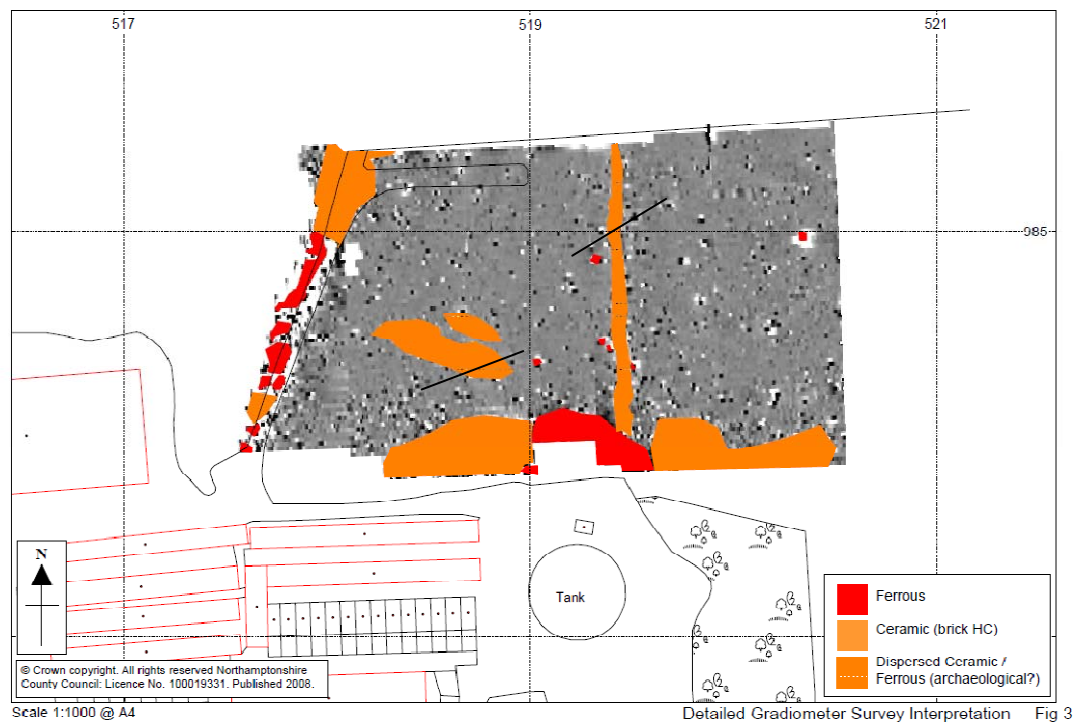 517
519
521
985
Tank
N
Ferrous
Ceramic (brick HC)
Dispersed Ceramic /
Ferrous (archaeological?)
© Crown copyright. All rights reserved Northamptonshire
County Council: Licence No. 100019331. Published 2008.
Scale 1:1000 @ A4
Detailed Gradiometer Survey Interpretation Fig 3